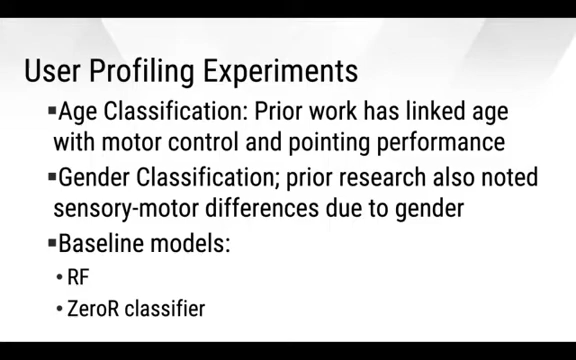 User Profiling Experiments
▪Age Classification: Prior work has linked age
with motor control and pointing performance
▪Gender Classification; prior research also noted
sensory-motor differences due to gender
▪Baseline models:
• RF
• ZeroR classifier